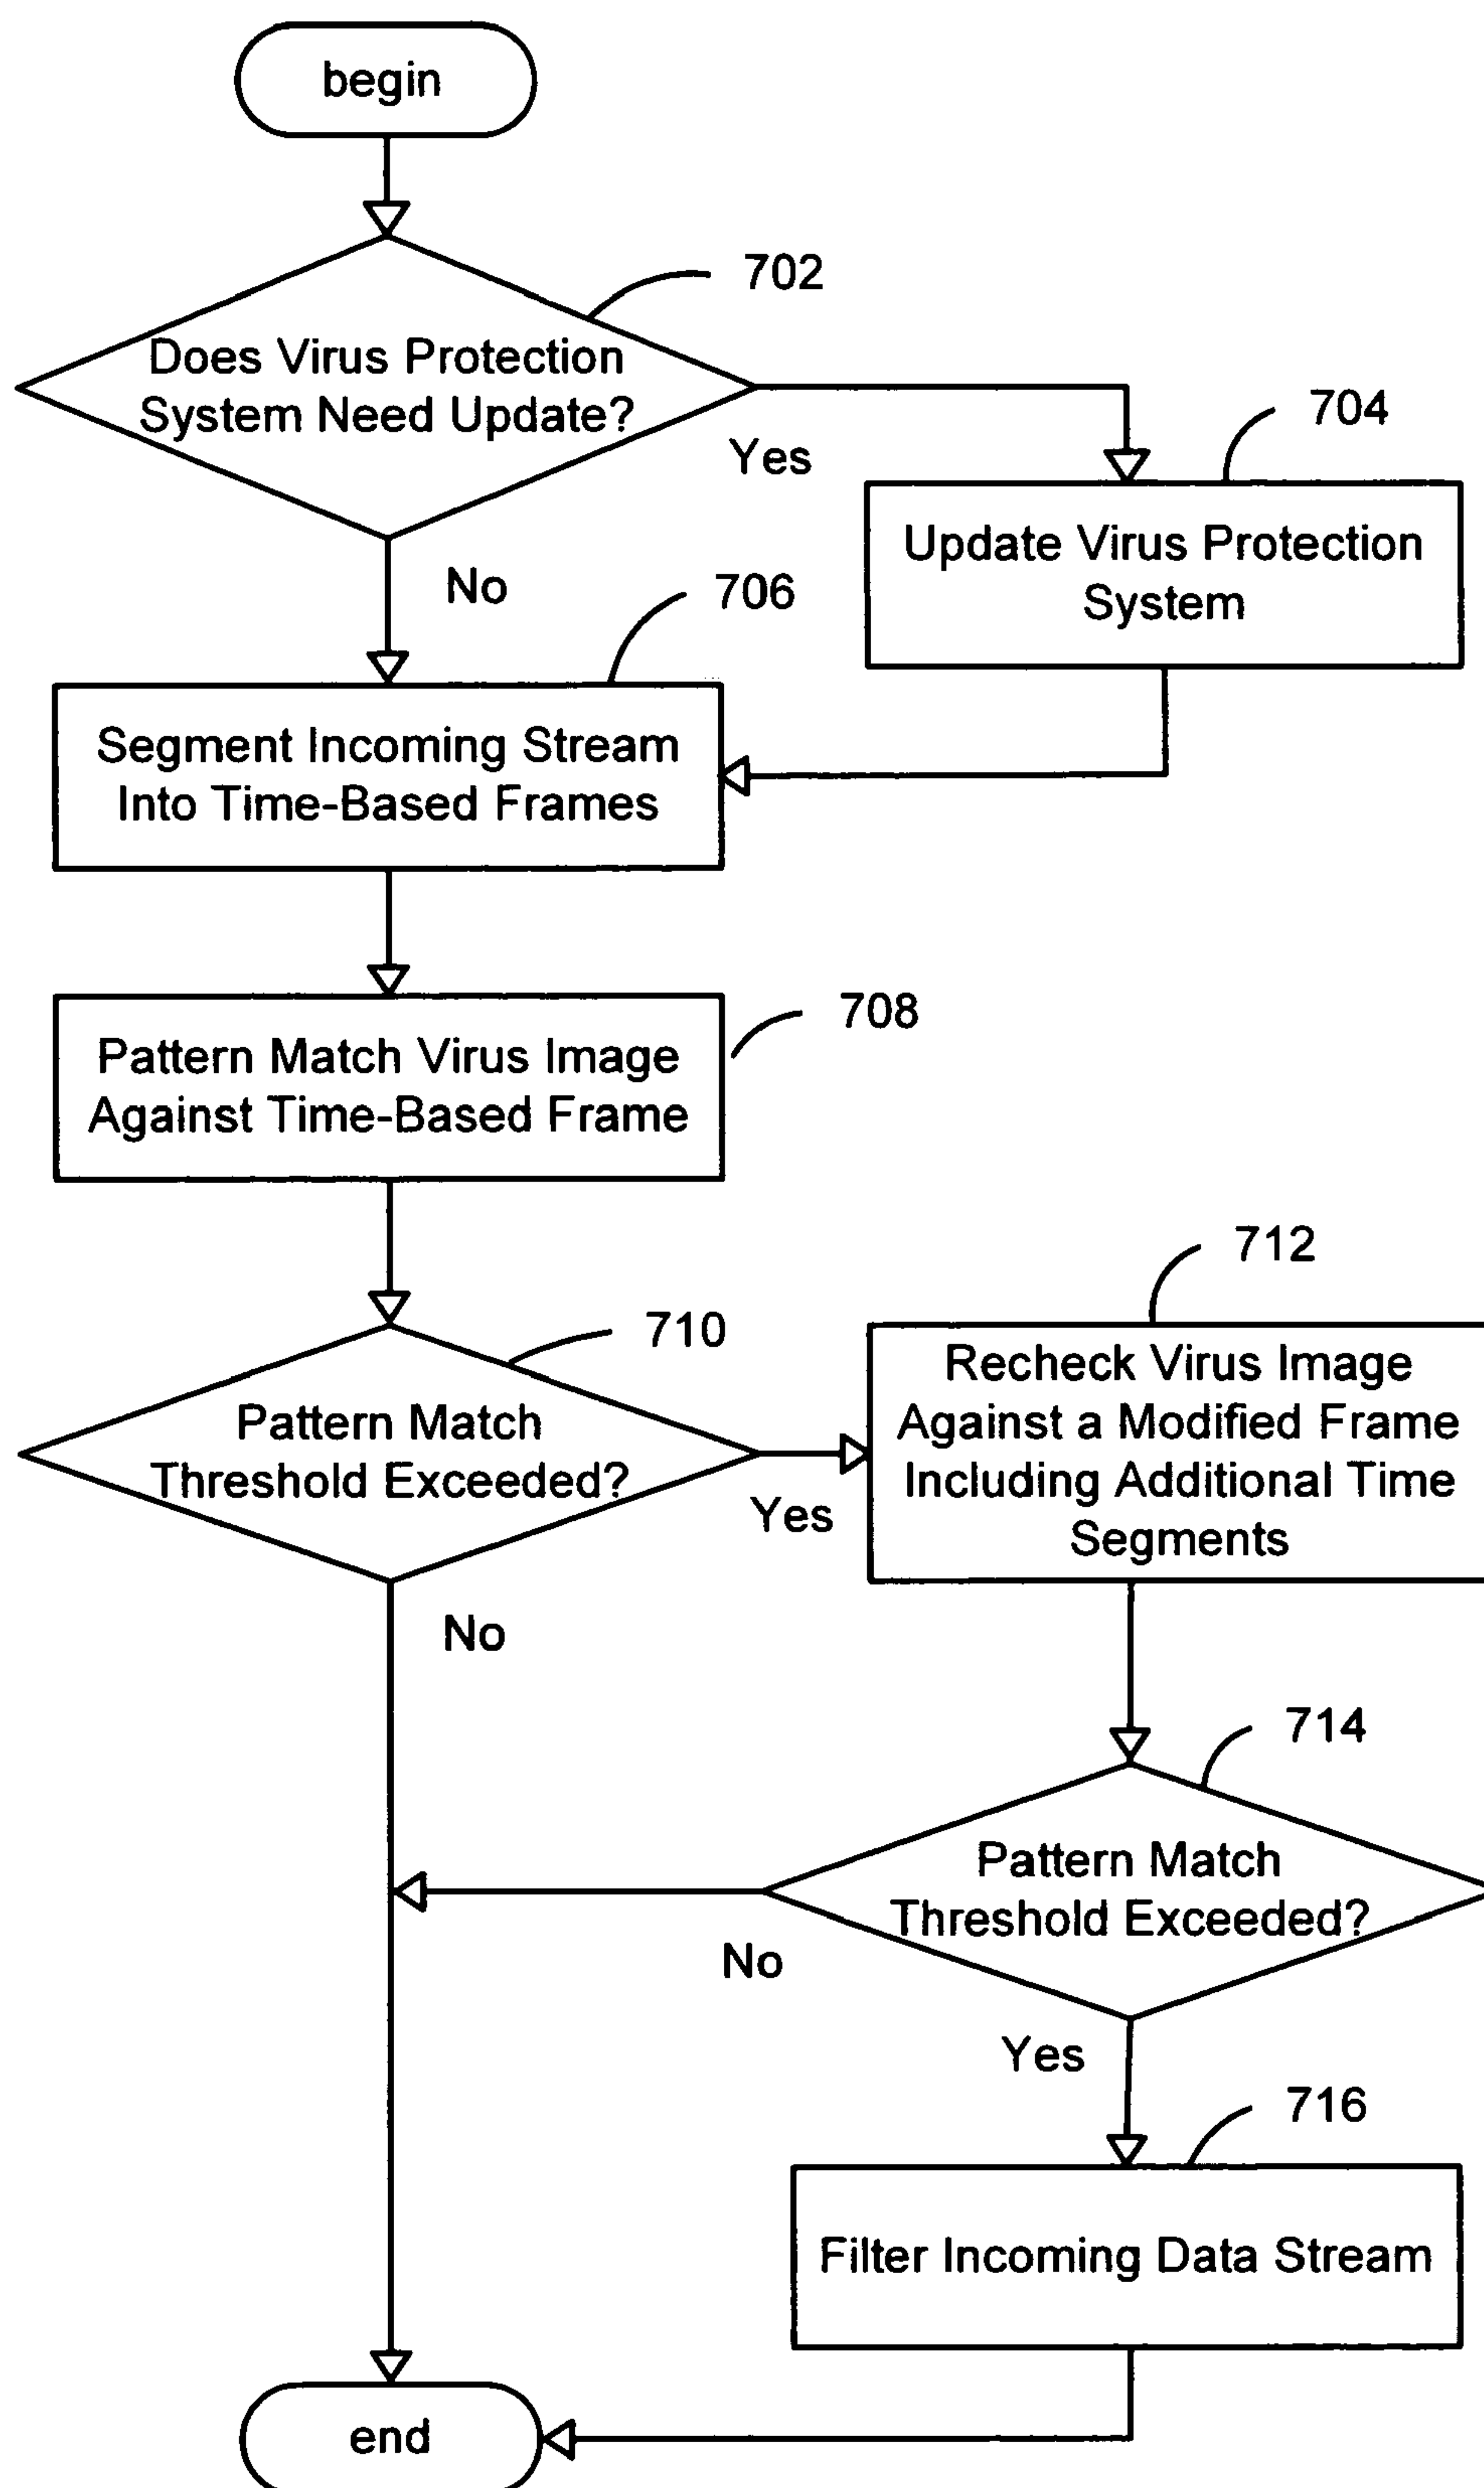 begin
702
Does Virus Protection
System Need Update?
Yes
704
Update Virus Protection
System
No
706
Segment Incoming Stream
Into Time-Based Frames
708
Pattern Match Virus Image
Against Time-Based Frame
710
Pattern Match
Threshold Exceeded?
Yes
712
Recheck Virus Image
Against a Modified Frame
Including Additional Time
Segments
No
714
Pattern Match
Threshold Exceeded?
No
Yes
716
Filter Incoming Data Stream
end